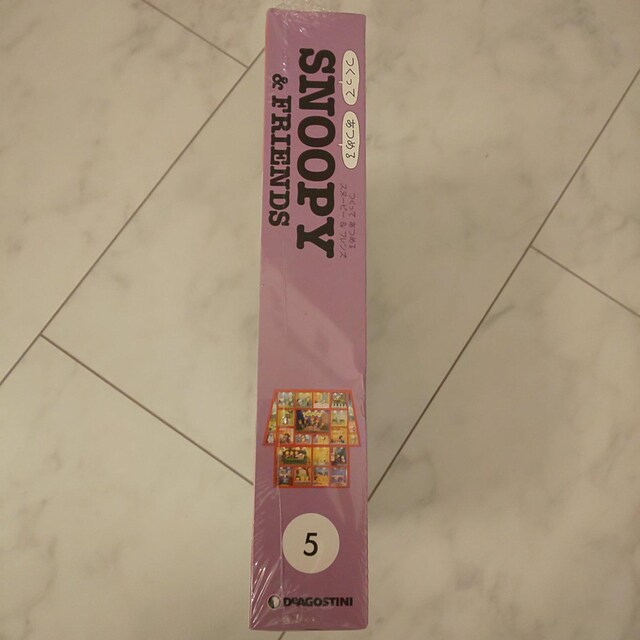 つくって あつめる
SNOOPY
& FRIENDS
つくって あつめる
スヌーピー & フレンズ
5
DeAGOSTINI